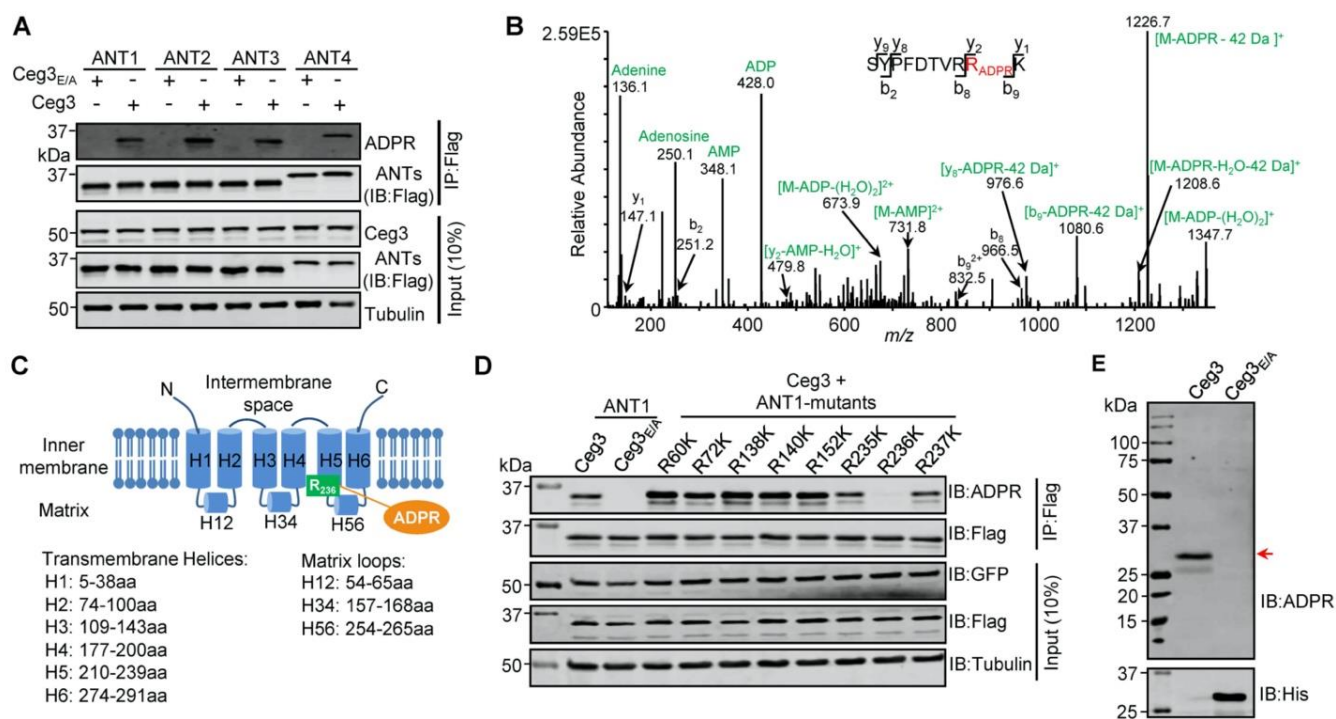 A
ANT1 ANT2 ANT3 ANT4
Ceg3E/A + - + - + - + -
Ceg3 - + - + - + - +
37
kDa
ADPR
37
ANTs
(IB:Flag)
IP:Flag
50
Ceg3
37
ANTs
(IB:Flag)
50
Tubulin
Input (10%)
B
2.59E5
Relative Abundance
0
200 400 600 800 1000 1200
m/z
Adenine
136.1
y1
147.1
Adenosine
250.1
b2
251.2
AMP
348.1
ADP
428.0
[y2-AMP-H2O]+
479.8
[M-ADP-(H2O)2]2+
673.9
[M-AMP]2+
731.8
b9 2+
832.5
b8
966.5
[y8-ADPR-42 Da]+
976.6
[b9-ADPR-42 Da]+
1080.6
1226.7
[M-ADPR - 42 Da ]+
[M-ADPR-H2O-42 Da]+
1208.6
[M-ADP-(H2O)2]+
1347.7
y9 y8 y2 y1
SYPFDTVRRADPRK
b2 b8 b9
C
N
Intermembrane
space
C
Inner
membrane
Matrix
H1 H2 H3 H4 H5 H6
R236
H12 H34 H56
ADPR
Transmembrane Helices:
H1: 5-38aa
H2: 74-100aa
H3: 109-143aa
H4: 177-200aa
H5: 210-239aa
H6: 274-291aa
Matrix loops:
H12: 54-65aa
H34: 157-168aa
H56: 254-265aa
D
Ceg3 +
ANT1-mutants
ANT1
Ceg3 Ceg3E/A R60K R72K R138K R140K R152K R235K R236K R237K
kDa
37
IB:ADPR
37
IB:Flag
IP:Flag
50
IB:GFP
37
IB:Flag
50
IB:Tubulin
Input (10%)
E
Ceg3 Ceg3E/A
kDa
100
75
50
37
25
20
15
IB:ADPR
37
25
IB:His